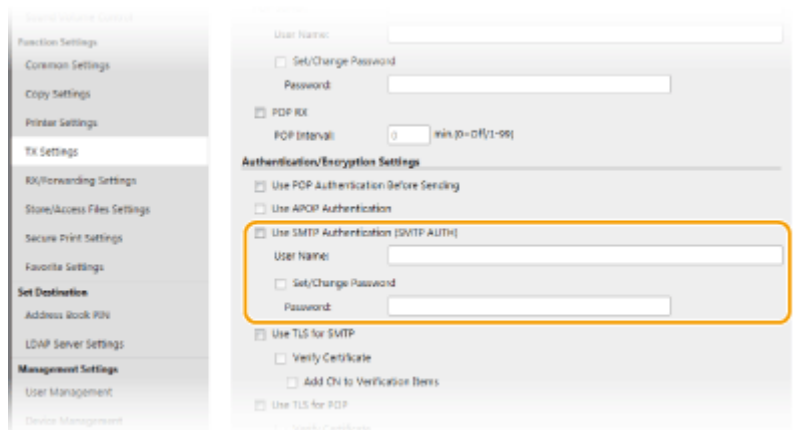 Function Settings
Common Settings
Copy Settings
Printer Settings
TX Settings
RX/Forwarding Settings
Store/Access Files Settings
Secure Print Settings
Favorite Settings
Set Destination
Address Book PIN
LDAP Server Settings
Management Settings
User Management
Device Management
User Name:
Set/Change Password
Password:
POP RX
POP Interval: 0 min.(0=Off/1-99)
Authentication/Encryption Settings
Use POP Authentication Before Sending
Use APOP Authentication
Use SMTP Authentication (SMTP AUTH)
User Name:
Set/Change Password
Password:
Use TLS for SMTP
Verify Certificate
Add CN to Verification Items
Use TLS for POP
Verify Certificate